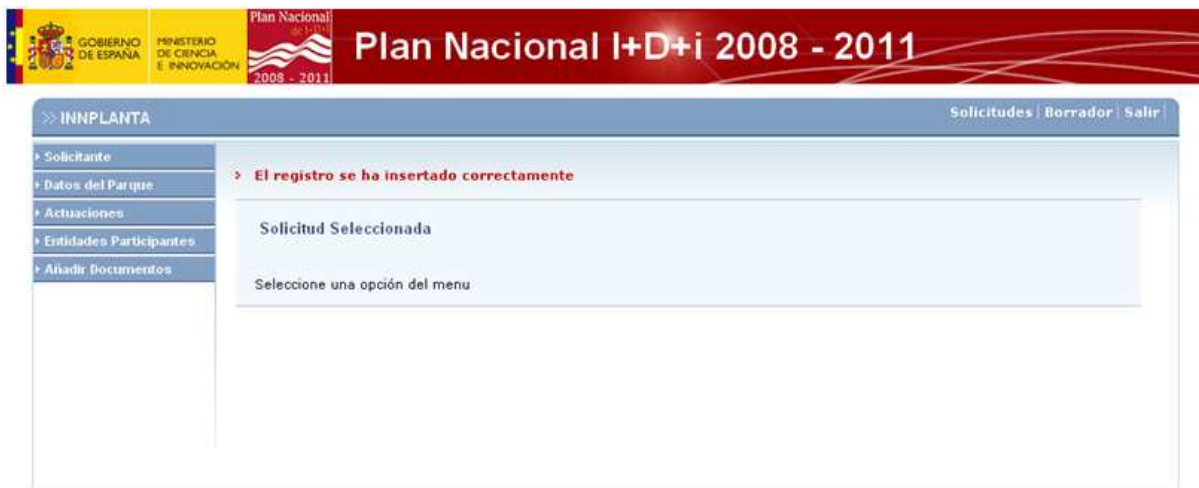 GOBIERNO
DE ESPAÑA
MINISTERIO
DE CIENCIA
E INNOVACIÓN
Plan Nacional
de I+D+i
2008 - 2011
Plan Nacional I+D+i 2008 - 2011
>> INNPLANTA
Solicitudes | Borrador | Salir |
Solicitante
Datos del Parque
Actuaciones
Entidades Participantes
Añadir Documentos
> El registro se ha insertado correctamente
Solicitud Seleccionada
Seleccione una opción del menu